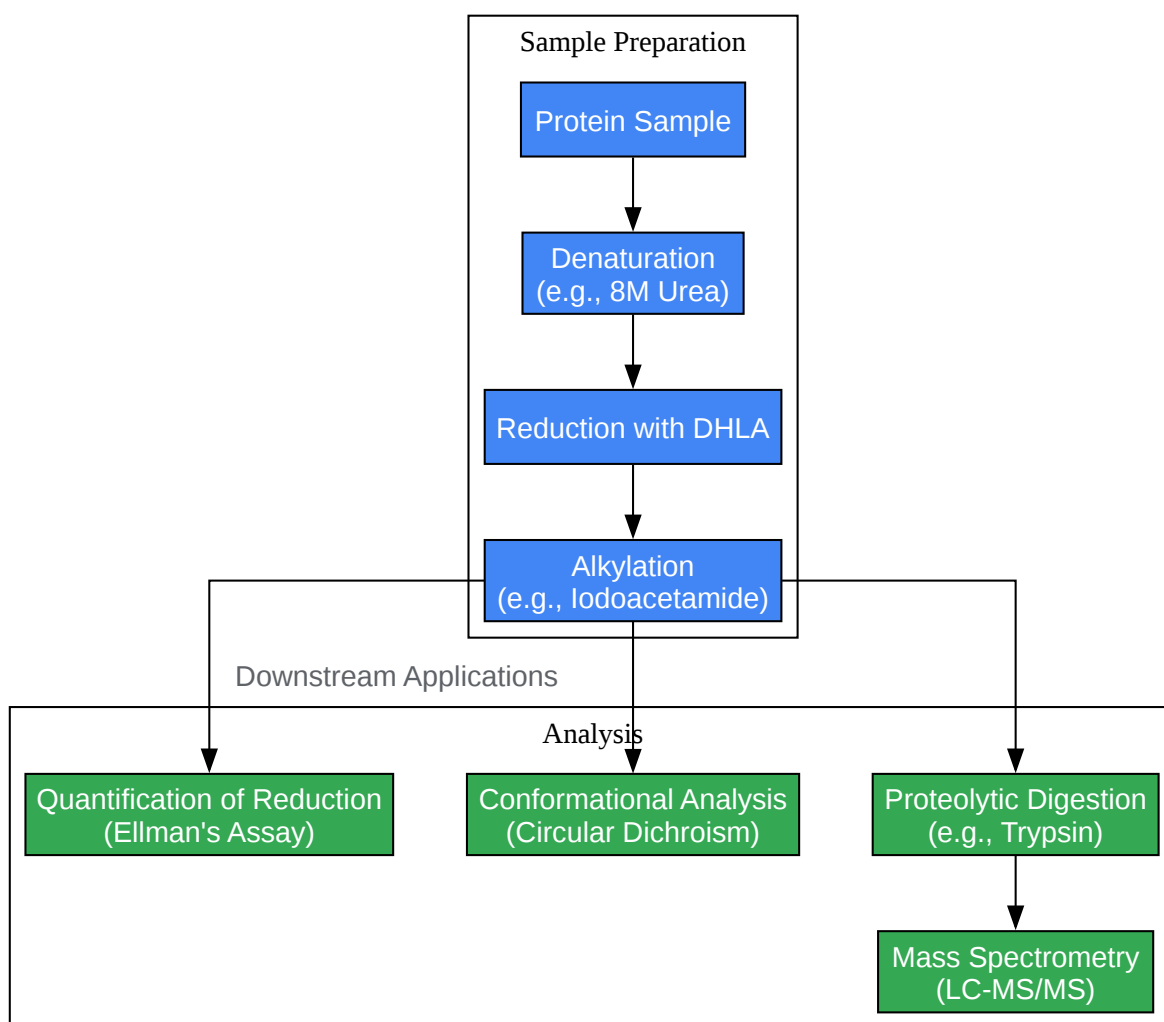 Sample Preparation
Protein Sample
Denaturation
(e.g., 8M Urea)
Reduction with DHLA
Alkylation
(e.g., Iodoacetamide)
Downstream Applications
Analysis
Quantification of Reduction
(Ellman's Assay)
Conformational Analysis
(Circular Dichroism)
Proteolytic Digestion
(e.g., Trypsin)
Mass Spectrometry
(LC-MS/MS)